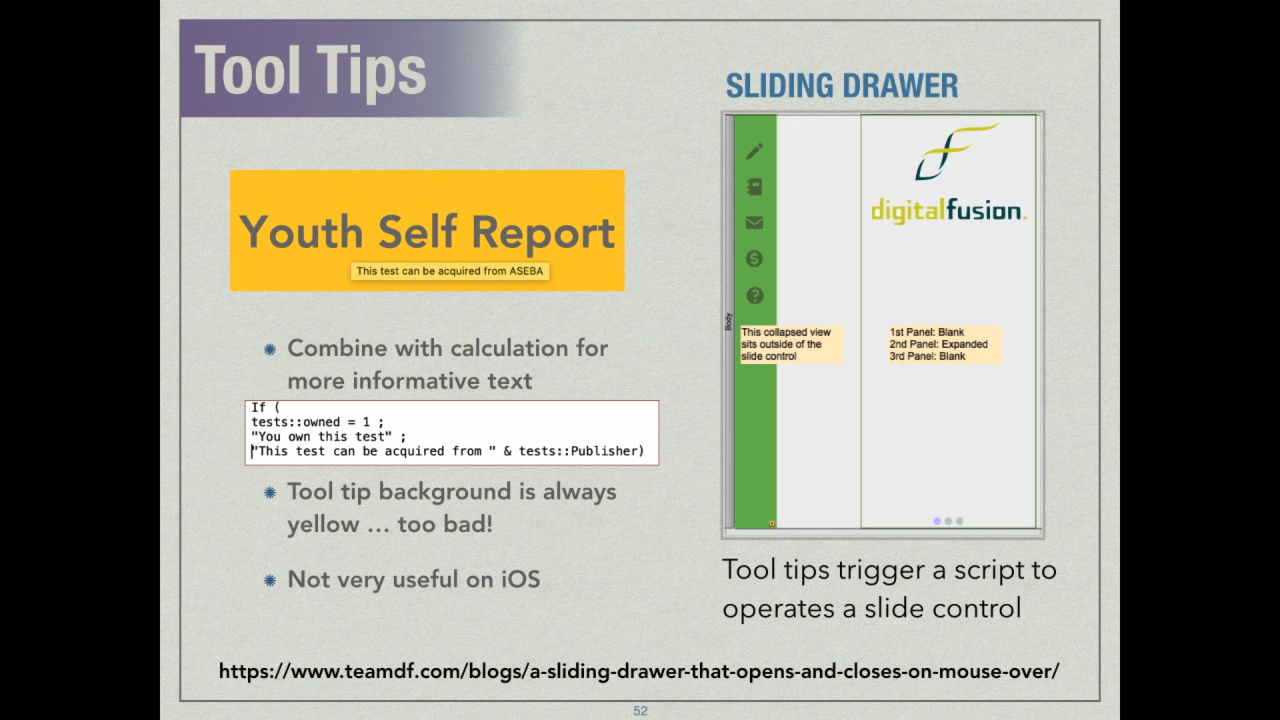 Tool Tips
Youth Self Report
This test can be acquired from ASEBA
Combine with calculation for
more informative text
If (
tests::owned = 1 ;
"You own this test" ;
"This test can be acquired from " & tests::Publisher)
Tool tip background is always
yellow … too bad!
Not very useful on iOS
SLIDING DRAWER
digitalfusion.
Body
This collapsed view
sits outside of the
slide control
1st Panel: Blank
2nd Panel: Expanded
3rd Panel: Blank
Tool tips trigger a script to
operates a slide control
https://www.teamdf.com/blogs/a-sliding-drawer-that-opens-and-closes-on-mouse-over/
52